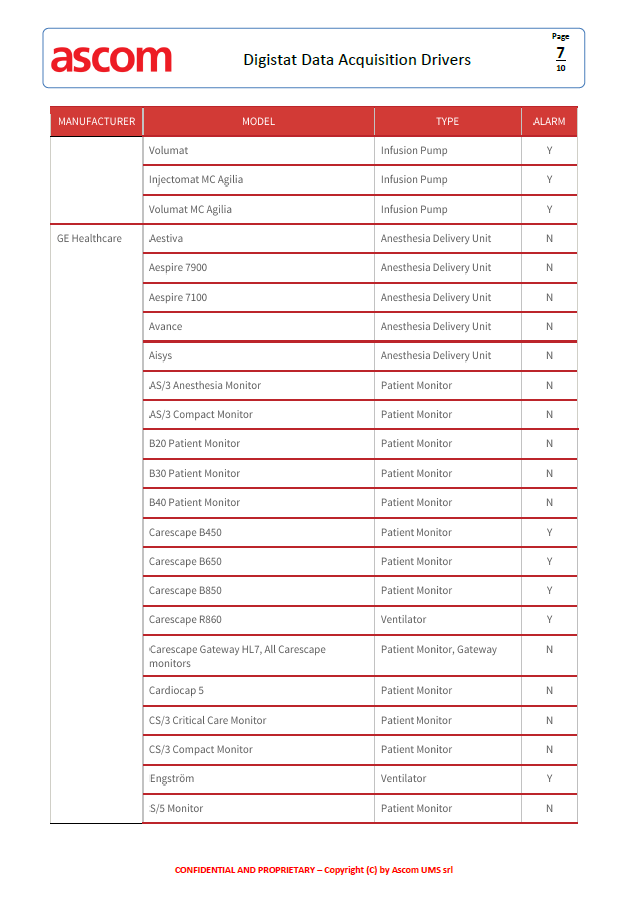 ascom
Digistat Data Acquisition Drivers
Page
7
10
MANUFACTURER MODEL TYPE ALARM
Volumat Infusion Pump Y
Injectomat MC Agilia Infusion Pump Y
Volumat MC Agilia Infusion Pump Y
GE Healthcare Aestiva Anesthesia Delivery Unit N
Aespire 7900 Anesthesia Delivery Unit N
Aespire 7100 Anesthesia Delivery Unit N
Avance Anesthesia Delivery Unit N
Aisys Anesthesia Delivery Unit N
AS/3 Anesthesia Monitor Patient Monitor N
AS/3 Compact Monitor Patient Monitor N
B20 Patient Monitor Patient Monitor N
B30 Patient Monitor Patient Monitor N
B40 Patient Monitor Patient Monitor N
Carescape B450 Patient Monitor Y
Carescape B650 Patient Monitor Y
Carescape B850 Patient Monitor Y
Carescape R860 Ventilator Y
Carescape Gateway HL7, All Carescape Patient Monitor, Gateway N
monitors
Cardiocap 5 Patient Monitor N
CS/3 Critical Care Monitor Patient Monitor N
CS/3 Compact Monitor Patient Monitor N
Engström Ventilator Y
S/5 Monitor Patient Monitor N
CONFIDENTIAL AND PROPRIETARY – Copyright (C) by Ascom UMS srl